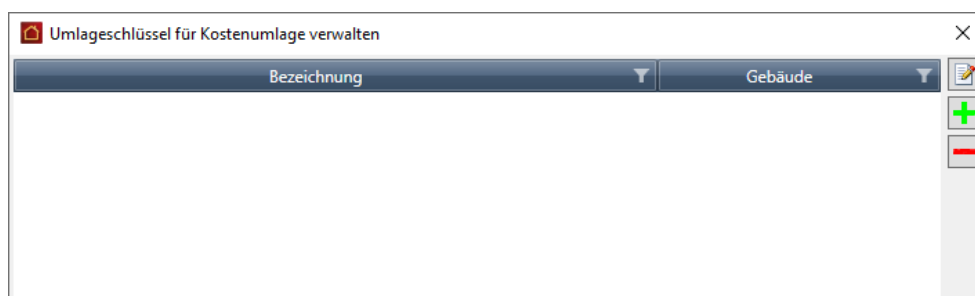 Umlageschlüssel für Kostenumlage verwalten
Bezeichnung Gebäude